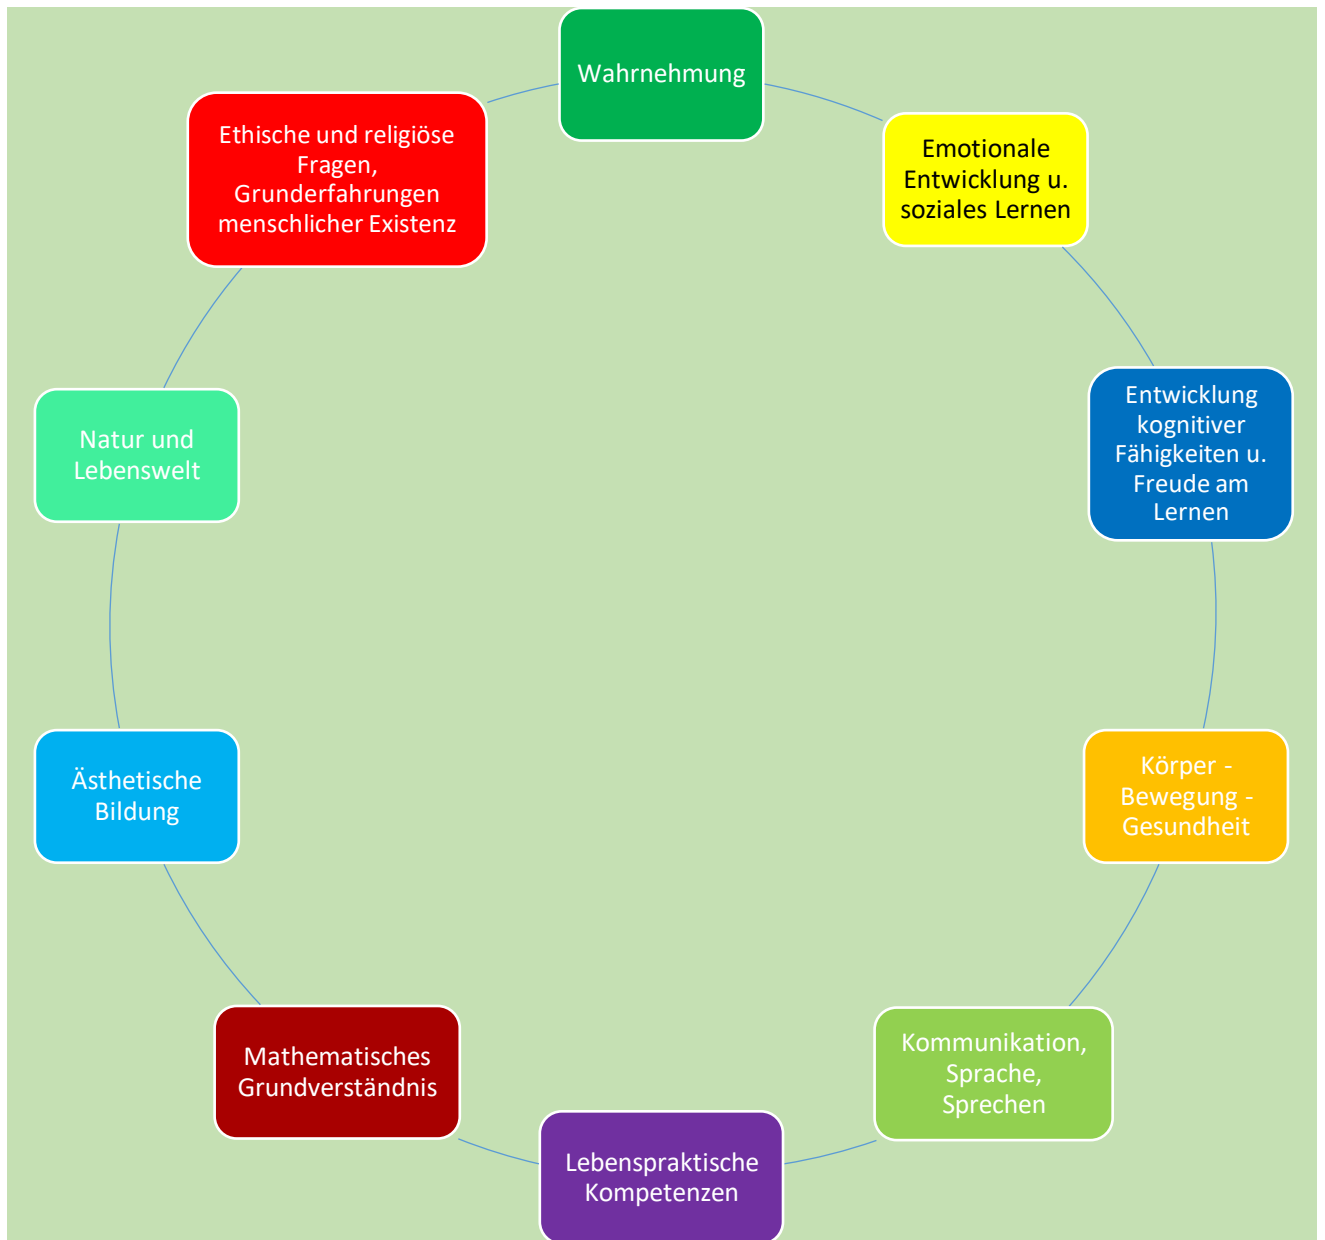 Wahrnehmung
Emotionale
Entwicklung u.
soziales Lernen
Entwicklung
kognitiver
Fähigkeiten u.
Freude am
Lernen
Körper -
Bewegung -
Gesundheit
Kommunikation,
Sprache,
Sprechen
Lebenspraktische
Kompetenzen
Mathematisches
Grundverständnis
Ästhetische
Bildung
Natur und
Lebenswelt
Ethische und religiöse
Fragen,
Grunderfahrungen
menschlicher Existenz